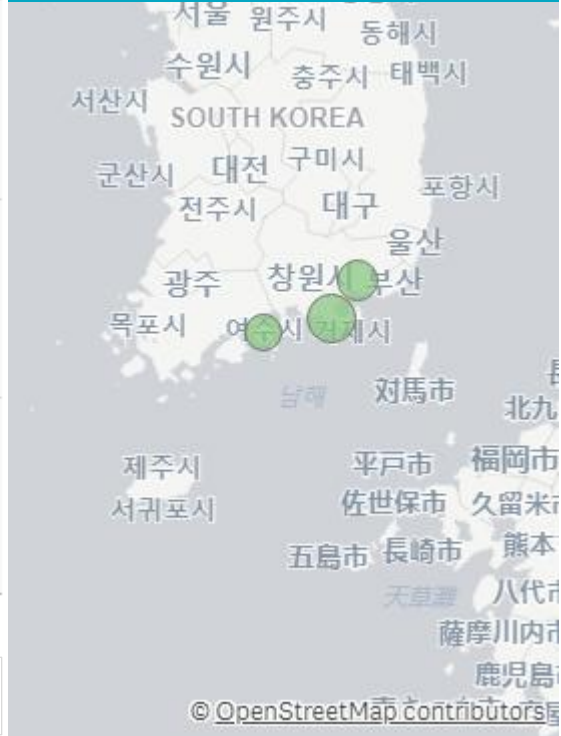 서울 원주시
동해시
수원시
충주시 태백시
서산시
SOUTH KOREA
군산시 대전 구미시
포항시
전주시 대구
울산
광주 창원시 부산
목포시 여수시 거제시
남해 対馬市
北九
제주시 平戸市 福岡市
서귀포시 佐世保市 久留米市
五島市 長崎市 熊本
天草灘 八代市
薩摩川内市
鹿児島
© OpenStreetMap contributors